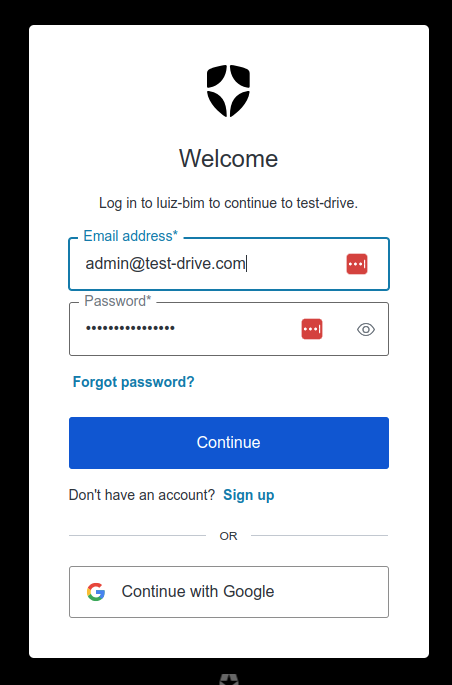 Welcome
Log in to luiz-bim to continue to test-drive.
Email address*
admin@test-drive.com
Password*
••••••••••••••••
Forgot password?
Continue
Don't have an account? Sign up
OR
Continue with Google